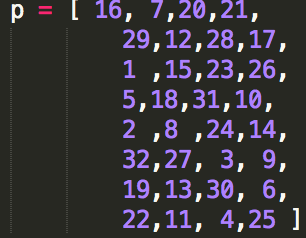 p = [ 16, 7,20,21,
29,12,28,17,
1 ,15,23,26,
5,18,31,10,
2 ,8 ,24,14,
32,27, 3, 9,
19,13,30, 6,
22,11, 4,25 ]